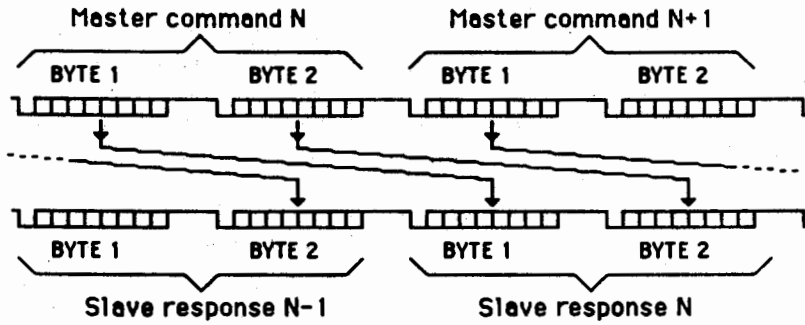 Master command N Master command N+1
BYTE 1 BYTE 2 BYTE 1 BYTE 2
BYTE 1 BYTE 2 BYTE 1 BYTE 2
Slave response N-1 Slave response N